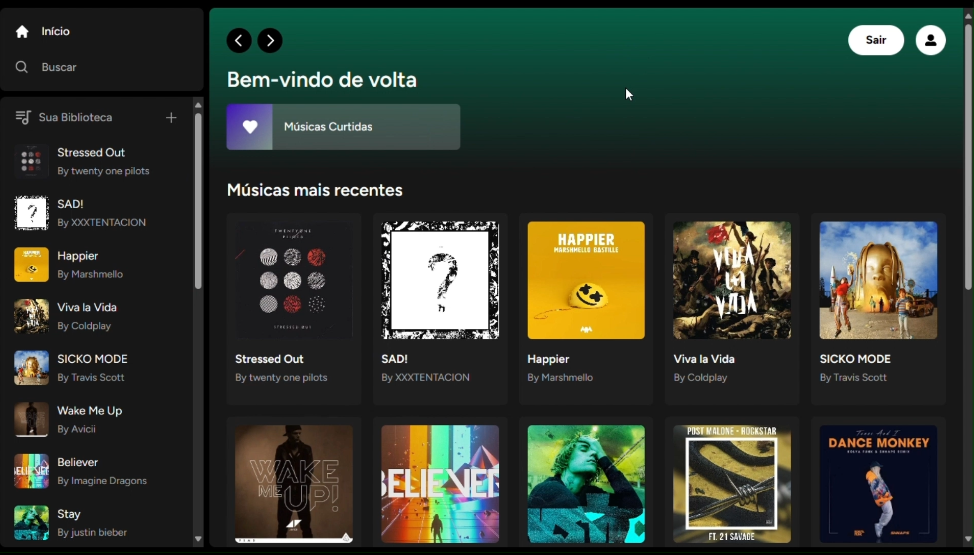 Início
Buscar
Sua Biblioteca
Stressed Out
By twenty one pilots
SAD!
By XXXTENTACION
Happier
By Marshmello
Viva la Vida
By Coldplay
SICKO MODE
By Travis Scott
Wake Me Up
By Avicii
Believer
By Imagine Dragons
Stay
By justin bieber
Sair
Bem-vindo de volta
Músicas Curtidas
Músicas mais recentes
TWENTY ONE
PILOTS
STRESSED OUT
HAPPIER
MARSHMELLO BASTILLE
VIVA
LA
VIDA
Stressed Out
By twenty one pilots
SAD!
By XXXTENTACION
Happier
By Marshmello
Viva la Vida
By Coldplay
SICKO MODE
By Travis Scott
WAKE
ME UP!
BELIEVER
POST MALONE - ROCKSTAR
FT. 21 SAVAGE
Tones And I
DANCE MONKEY